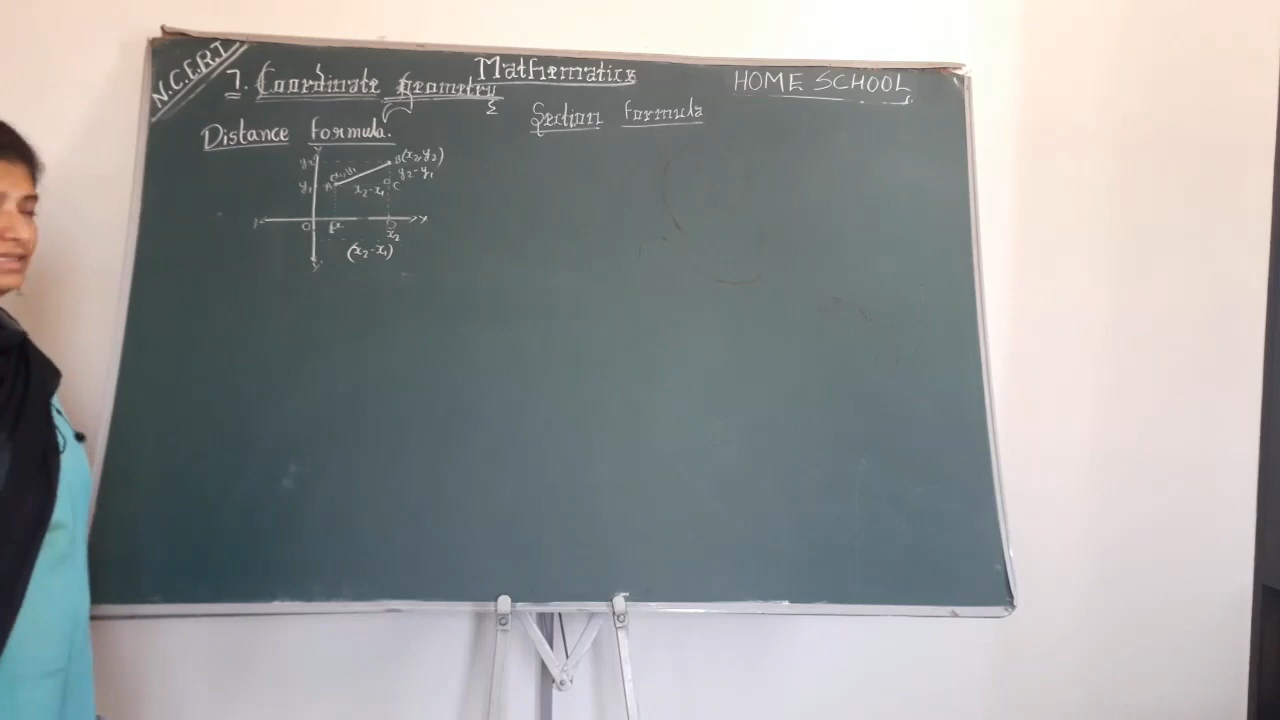 N.C.E.R.T
Mathematics
HOME SCHOOL
7. Coordinate Geometry
Section formula
Distance formula.
Y
y₂
B(x₂,y₂)
y₂-y₁
(x₁,y₁
y₁
A
x₂-x₁
C
O
D
X
x₂
(x₂-x₁)
Y'